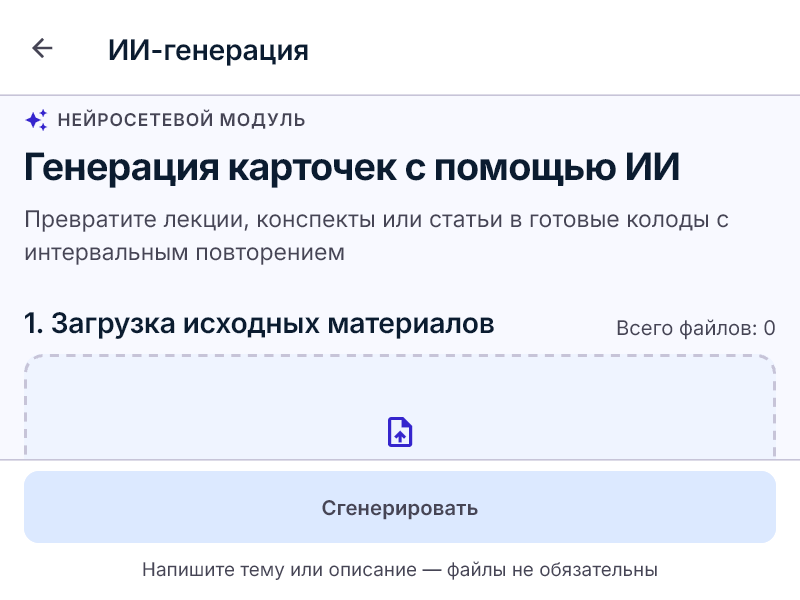 ИИ-генерация
НЕЙРОСЕТЕВОЙ МОДУЛЬ
Генерация карточек с помощью ИИ
Превратите лекции, конспекты или статьи в готовые колоды с
интервальным повторением
1. Загрузка исходных материалов
Всего файлов: 0
Сгенерировать
Напишите тему или описание — файлы не обязательны